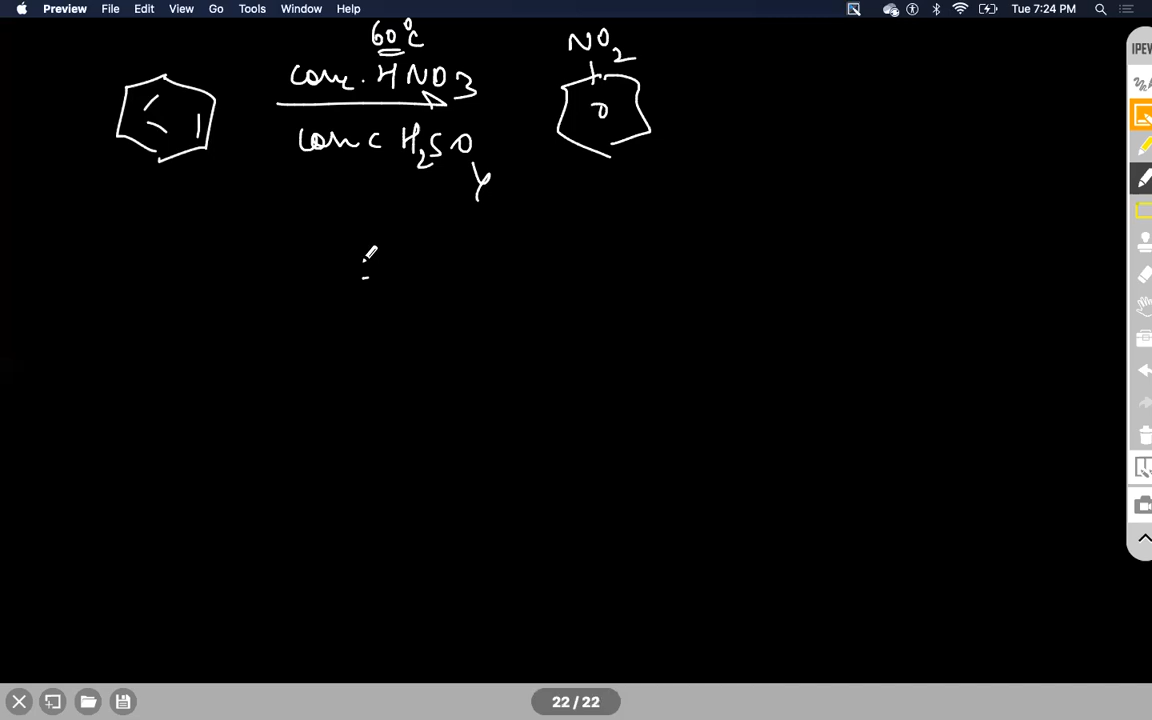 Preview File Edit View Go Tools Window Help Tue 7:24 PM
60°C
conc. HNO3
conc H2SO4
NO2
22 / 22